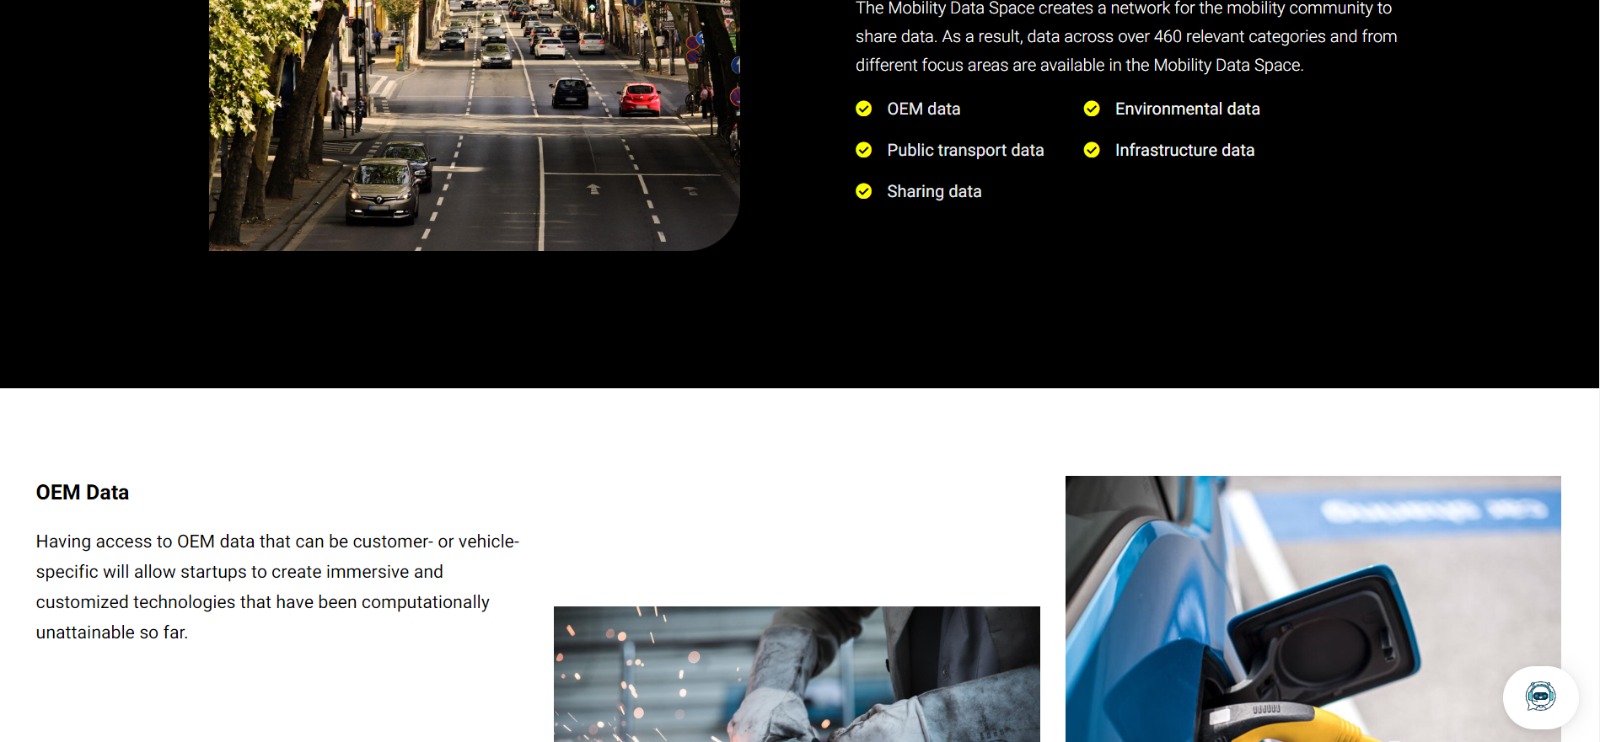 The Mobility Data Space creates a network for the mobility community to
share data. As a result, data across over 460 relevant categories and from
different focus areas are available in the Mobility Data Space.
OEM data
Environmental data
Public transport data
Infrastructure data
Sharing data
OEM Data
Having access to OEM data that can be customer- or vehicle-
specific will allow startups to create immersive and
customized technologies that have been computationally
unattainable so far.